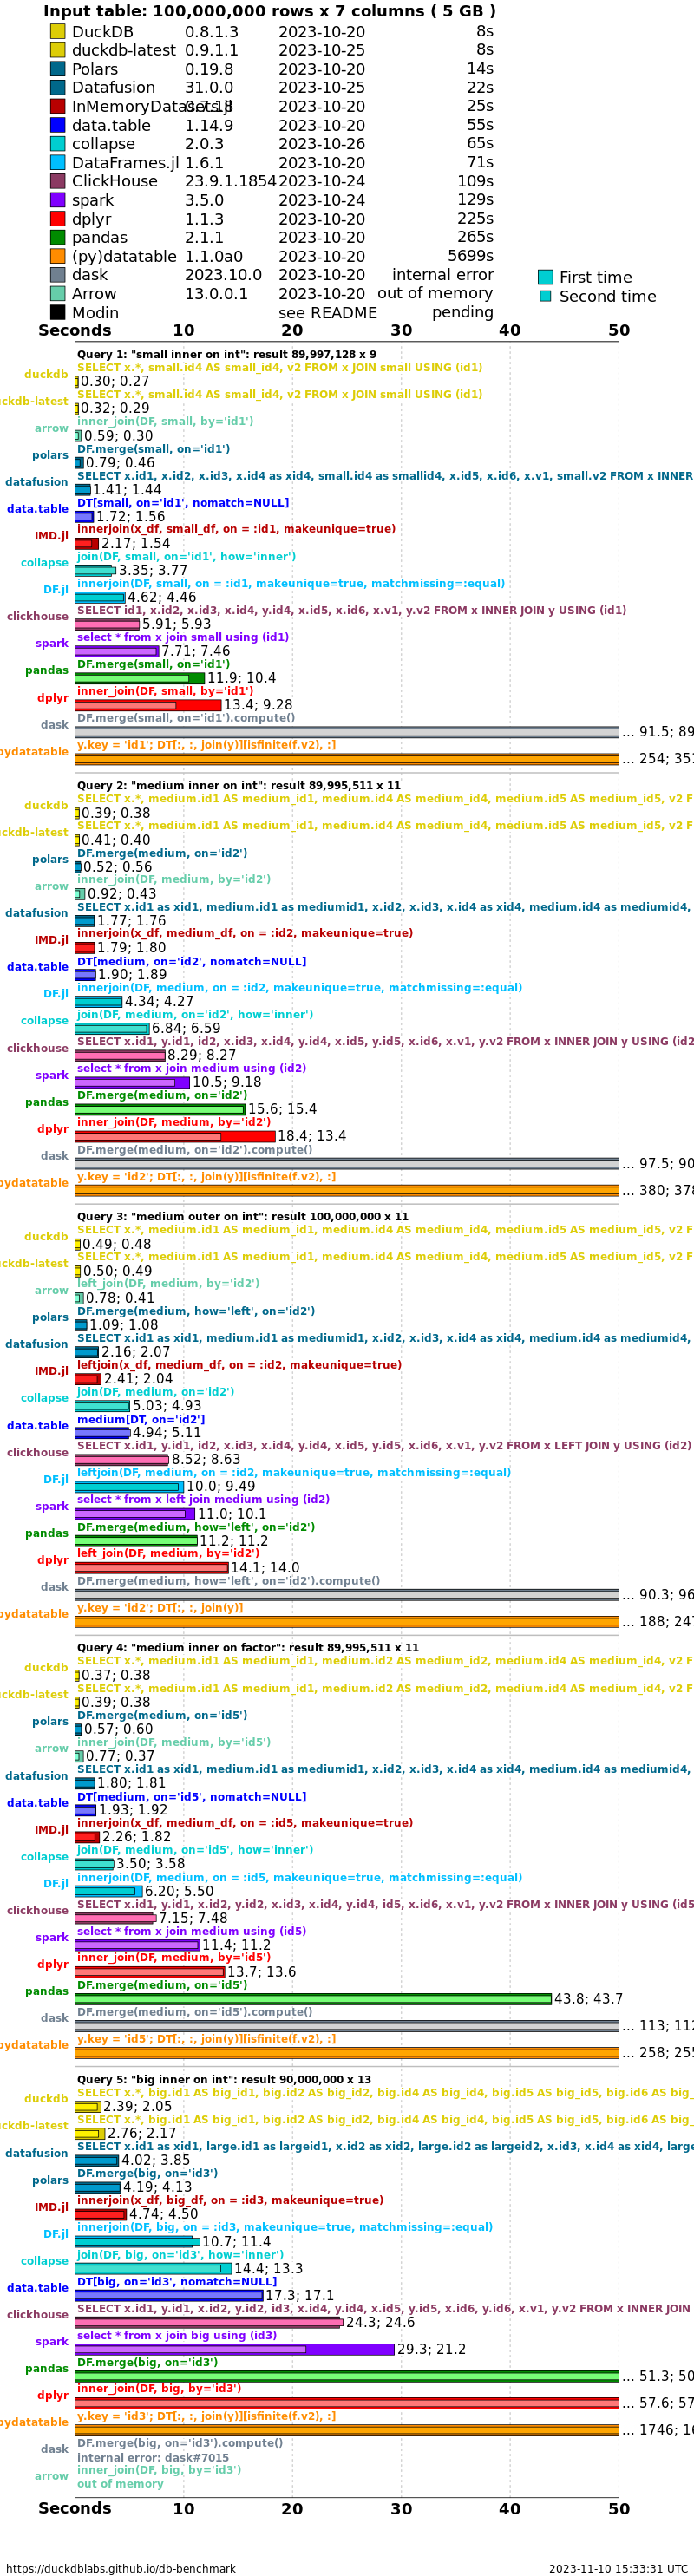 Input table: 100,000,000 rows x 7 columns ( 5 GB )
DuckDB 0.8.1.3 2023-10-20 8s
duckdb-latest 0.9.1.1 2023-10-25 8s
Polars 0.19.8 2023-10-20 14s
Datafusion 31.0.0 2023-10-25 22s
InMemoryDatasets.jl 0.7.18 2023-10-20 25s
data.table 1.14.9 2023-10-20 55s
collapse 2.0.3 2023-10-26 65s
DataFrames.jl 1.6.1 2023-10-20 71s
ClickHouse 23.9.1.1854 2023-10-24 109s
spark 3.5.0 2023-10-24 129s
dplyr 1.1.3 2023-10-20 225s
pandas 2.1.1 2023-10-20 265s
(py)datatable 1.1.0a0 2023-10-20 5699s
dask 2023.10.0 2023-10-20 internal error
Arrow 13.0.0.1 2023-10-20 out of memory
Modin see README pending
First time
Second time
Seconds 10 20 30 40 50
Query 1: "small inner on int": result 89,997,128 x 9
SELECT x.*, small.id4 AS small_id4, v2 FROM x JOIN small USING (id1)
duckdb 0.30; 0.27
SELECT x.*, small.id4 AS small_id4, v2 FROM x JOIN small USING (id1)
uckdb-latest 0.32; 0.29
inner_join(DF, small, by='id1')
arrow 0.59; 0.30
DF.merge(small, on='id1')
polars 0.79; 0.46
SELECT x.id1, x.id2, x.id3, x.id4 as xid4, small.id4 as smallid4, x.id5, x.id6, x.v1, small.v2 FROM x INNER
datafusion 1.41; 1.44
DT[small, on='id1', nomatch=NULL]
data.table 1.72; 1.56
innerjoin(x_df, small_df, on = :id1, makeunique=true)
IMD.jl 2.17; 1.54
join(DF, small, on='id1', how='inner')
collapse 3.35; 3.77
innerjoin(DF, small, on = :id1, makeunique=true, matchmissing=:equal)
DF.jl 4.62; 4.46
SELECT id1, x.id2, x.id3, x.id4, y.id4, x.id5, x.id6, x.v1, y.v2 FROM x INNER JOIN y USING (id1)
clickhouse 5.91; 5.93
select * from x join small using (id1)
spark 7.71; 7.46
DF.merge(small, on='id1')
pandas 11.9; 10.4
inner_join(DF, small, by='id1')
dplyr 13.4; 9.28
DF.merge(small, on='id1').compute()
dask ... 91.5; 89
y.key = 'id1'; DT[:, :, join(y)][isfinite(f.v2), :]
pydatatable ... 254; 351
Query 2: "medium inner on int": result 89,995,511 x 11
SELECT x.*, medium.id1 AS medium_id1, medium.id4 AS medium_id4, medium.id5 AS medium_id5, v2 F
duckdb 0.39; 0.38
SELECT x.*, medium.id1 AS medium_id1, medium.id4 AS medium_id4, medium.id5 AS medium_id5, v2 F
uckdb-latest 0.41; 0.40
DF.merge(medium, on='id2')
polars 0.52; 0.56
inner_join(DF, medium, by='id2')
arrow 0.92; 0.43
SELECT x.id1 as xid1, medium.id1 as mediumid1, x.id2, x.id3, x.id4 as xid4, medium.id4 as mediumid4,
datafusion 1.77; 1.76
innerjoin(x_df, medium_df, on = :id2, makeunique=true)
IMD.jl 1.79; 1.80
DT[medium, on='id2', nomatch=NULL]
data.table 1.90; 1.89
innerjoin(DF, medium, on = :id2, makeunique=true, matchmissing=:equal)
DF.jl 4.34; 4.27
join(DF, medium, on='id2', how='inner')
collapse 6.84; 6.59
SELECT x.id1, y.id1, id2, x.id3, x.id4, y.id4, x.id5, y.id5, x.id6, x.v1, y.v2 FROM x INNER JOIN y USING (id2
clickhouse 8.29; 8.27
select * from x join medium using (id2)
spark 10.5; 9.18
DF.merge(medium, on='id2')
pandas 15.6; 15.4
inner_join(DF, medium, by='id2')
dplyr 18.4; 13.4
DF.merge(medium, on='id2').compute()
dask ... 97.5; 90
y.key = 'id2'; DT[:, :, join(y)][isfinite(f.v2), :]
pydatatable ... 380; 378
Query 3: "medium outer on int": result 100,000,000 x 11
SELECT x.*, medium.id1 AS medium_id1, medium.id4 AS medium_id4, medium.id5 AS medium_id5, v2 F
duckdb 0.49; 0.48
SELECT x.*, medium.id1 AS medium_id1, medium.id4 AS medium_id4, medium.id5 AS medium_id5, v2 F
uckdb-latest 0.50; 0.49
left_join(DF, medium, by='id2')
arrow 0.78; 0.41
DF.merge(medium, how='left', on='id2')
polars 1.09; 1.08
SELECT x.id1 as xid1, medium.id1 as mediumid1, x.id2, x.id3, x.id4 as xid4, medium.id4 as mediumid4,
datafusion 2.16; 2.07
leftjoin(x_df, medium_df, on = :id2, makeunique=true)
IMD.jl 2.41; 2.04
join(DF, medium, on='id2')
collapse 5.03; 4.93
medium[DT, on='id2']
data.table 4.94; 5.11
SELECT x.id1, y.id1, id2, x.id3, x.id4, y.id4, x.id5, y.id5, x.id6, x.v1, y.v2 FROM x LEFT JOIN y USING (id2)
clickhouse 8.52; 8.63
leftjoin(DF, medium, on = :id2, makeunique=true, matchmissing=:equal)
DF.jl 10.0; 9.49
select * from x left join medium using (id2)
spark 11.0; 10.1
DF.merge(medium, how='left', on='id2')
pandas 11.2; 11.2
left_join(DF, medium, by='id2')
dplyr 14.1; 14.0
DF.merge(medium, how='left', on='id2').compute()
dask ... 90.3; 96
y.key = 'id2'; DT[:, :, join(y)]
pydatatable ... 188; 247
Query 4: "medium inner on factor": result 89,995,511 x 11
SELECT x.*, medium.id1 AS medium_id1, medium.id2 AS medium_id2, medium.id4 AS medium_id4, v2 F
duckdb 0.37; 0.38
SELECT x.*, medium.id1 AS medium_id1, medium.id2 AS medium_id2, medium.id4 AS medium_id4, v2 F
uckdb-latest 0.39; 0.38
DF.merge(medium, on='id5')
polars 0.57; 0.60
inner_join(DF, medium, by='id5')
arrow 0.77; 0.37
SELECT x.id1 as xid1, medium.id1 as mediumid1, x.id2, x.id3, x.id4 as xid4, medium.id4 as mediumid4,
datafusion 1.80; 1.81
DT[medium, on='id5', nomatch=NULL]
data.table 1.93; 1.92
innerjoin(x_df, medium_df, on = :id5, makeunique=true)
IMD.jl 2.26; 1.82
join(DF, medium, on='id5', how='inner')
collapse 3.50; 3.58
innerjoin(DF, medium, on = :id5, makeunique=true, matchmissing=:equal)
DF.jl 6.20; 5.50
SELECT x.id1, y.id1, x.id2, y.id2, x.id3, x.id4, y.id4, id5, x.id6, x.v1, y.v2 FROM x INNER JOIN y USING (id5
clickhouse 7.15; 7.48
select * from x join medium using (id5)
spark 11.4; 11.2
inner_join(DF, medium, by='id5')
dplyr 13.7; 13.6
DF.merge(medium, on='id5')
pandas 43.8; 43.7
DF.merge(medium, on='id5').compute()
dask ... 113; 112
y.key = 'id5'; DT[:, :, join(y)][isfinite(f.v2), :]
pydatatable ... 258; 255
Query 5: "big inner on int": result 90,000,000 x 13
SELECT x.*, big.id1 AS big_id1, big.id2 AS big_id2, big.id4 AS big_id4, big.id5 AS big_id5, big.id6 AS big_
duckdb 2.39; 2.05
SELECT x.*, big.id1 AS big_id1, big.id2 AS big_id2, big.id4 AS big_id4, big.id5 AS big_id5, big.id6 AS big_
uckdb-latest 2.76; 2.17
SELECT x.id1 as xid1, large.id1 as largeid1, x.id2 as xid2, large.id2 as largeid2, x.id3, x.id4 as xid4, large
datafusion 4.02; 3.85
DF.merge(big, on='id3')
polars 4.19; 4.13
innerjoin(x_df, big_df, on = :id3, makeunique=true)
IMD.jl 4.74; 4.50
innerjoin(DF, big, on = :id3, makeunique=true, matchmissing=:equal)
DF.jl 10.7; 11.4
join(DF, big, on='id3', how='inner')
collapse 14.4; 13.3
DT[big, on='id3', nomatch=NULL]
data.table 17.3; 17.1
SELECT x.id1, y.id1, x.id2, y.id2, id3, x.id4, y.id4, x.id5, y.id5, x.id6, y.id6, x.v1, y.v2 FROM x INNER JOIN
clickhouse 24.3; 24.6
select * from x join big using (id3)
spark 29.3; 21.2
DF.merge(big, on='id3')
pandas ... 51.3; 50
inner_join(DF, big, by='id3')
dplyr ... 57.6; 57
y.key = 'id3'; DT[:, :, join(y)][isfinite(f.v2), :]
pydatatable ... 1746; 16
DF.merge(big, on='id3').compute()
dask internal error: dask#7015
inner_join(DF, big, by='id3')
arrow out of memory
Seconds 10 20 30 40 50
https://duckdblabs.github.io/db-benchmark 2023-11-10 15:33:31 UTC